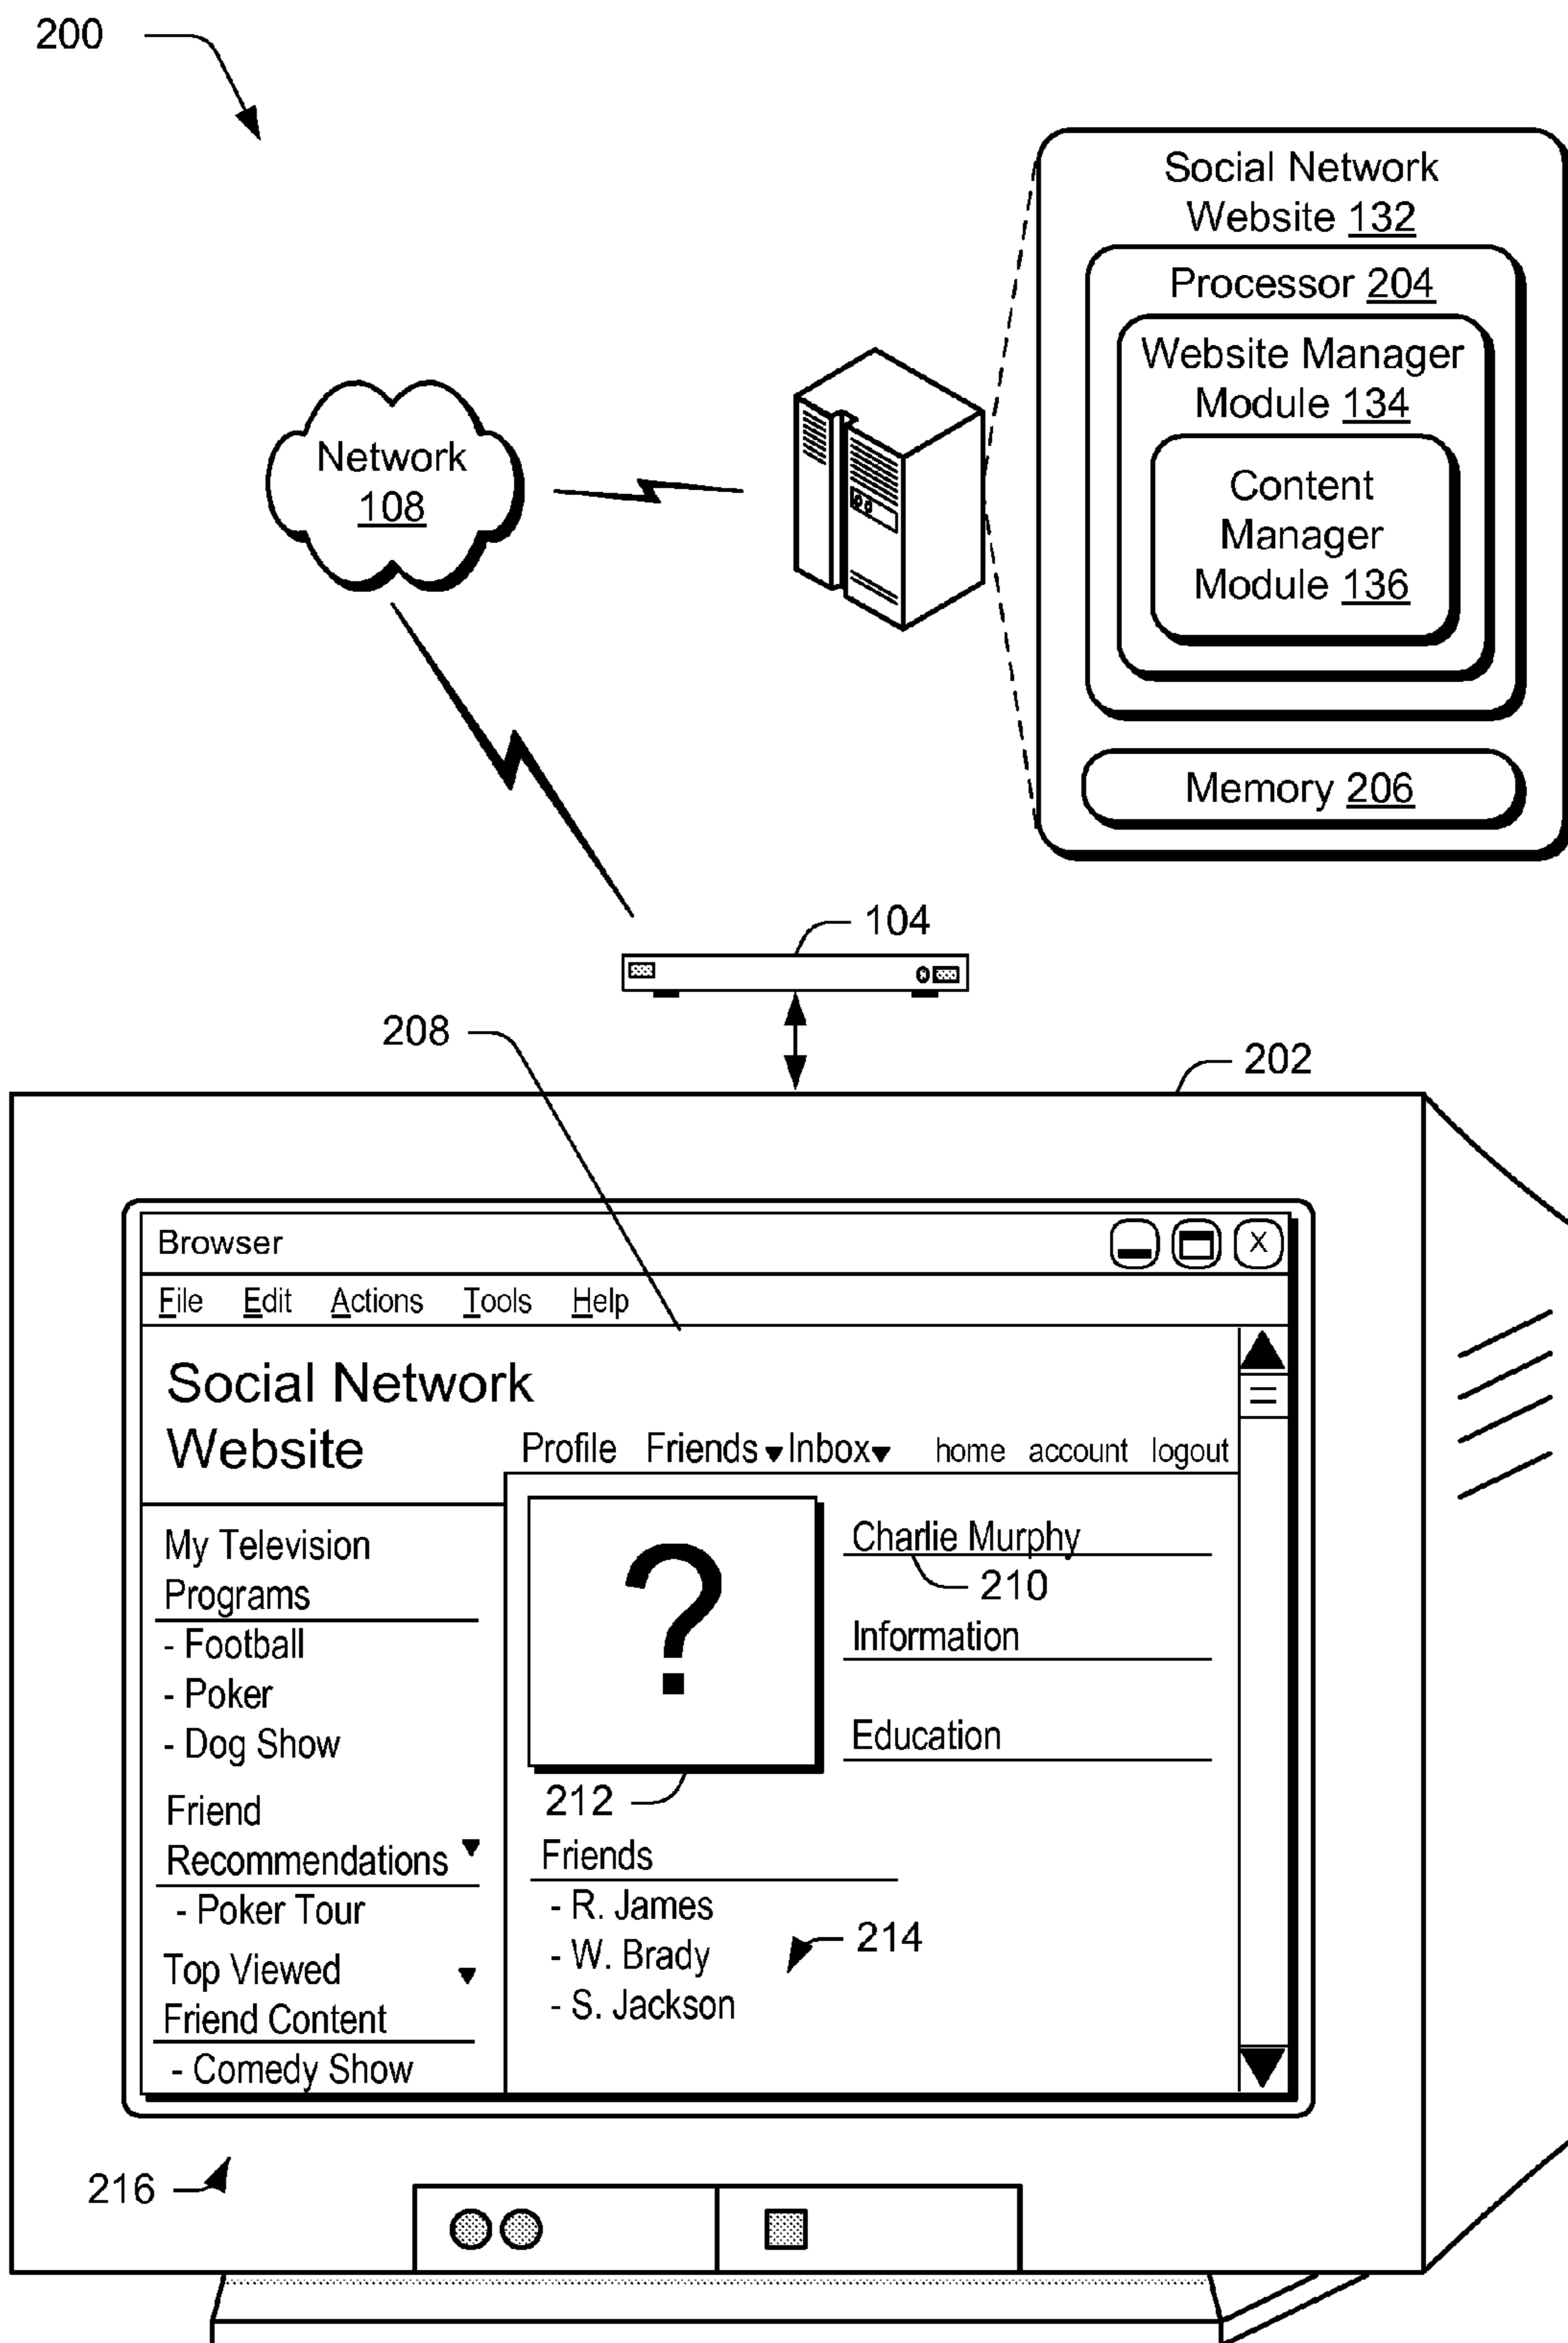 200
Social Network
Website 132
Processor 204
Website Manager
Module 134
Content
Manager
Module 136
Memory 206
Network
108
104
208
202
Browser
X
File Edit Actions Tools Help
Social Network
Website
Profile Friends Inbox home account logout
My Television
Programs
- Football
- Poker
- Dog Show
Friend
Recommendations
- Poker Tour
Top Viewed
Friend Content
- Comedy Show
?
212
Charlie Murphy
210
Information
Education
Friends
- R. James
- W. Brady
- S. Jackson
214
216